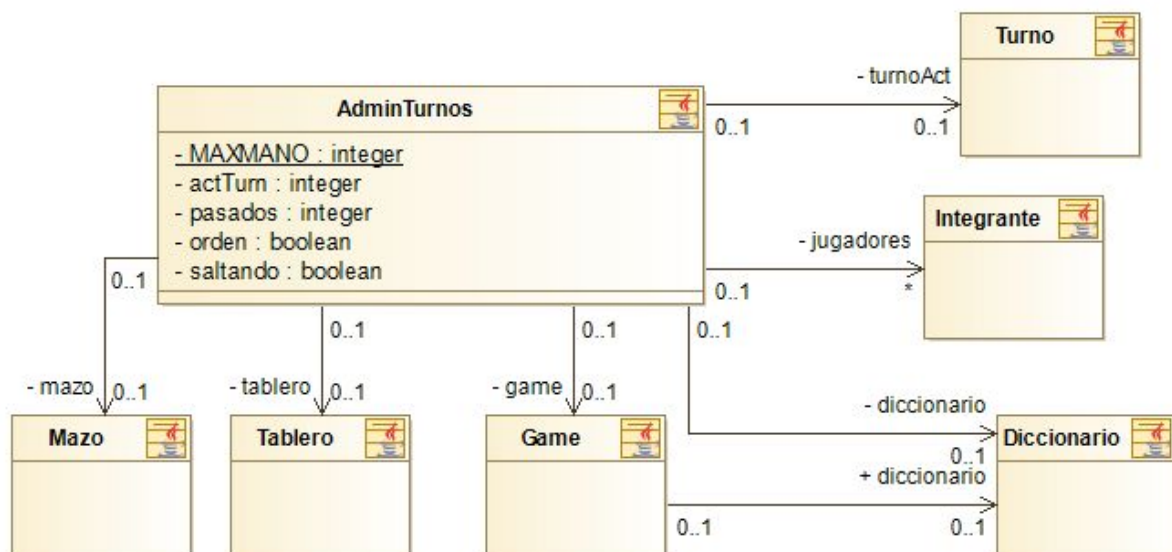 Turno
- turnoAct
0..1
0..1
AdminTurnos
- MAXMANO : integer
- actTurn : integer
- pasados : integer
- orden : boolean
- saltando : boolean
Integrante
- jugadores
0..1
*
0..1
0..1
0..1
0..1
- mazo
0..1
- tablero
0..1
- game
0..1
- diccionario
0..1
Mazo
Tablero
Game
Diccionario
+ diccionario
0..1
0..1